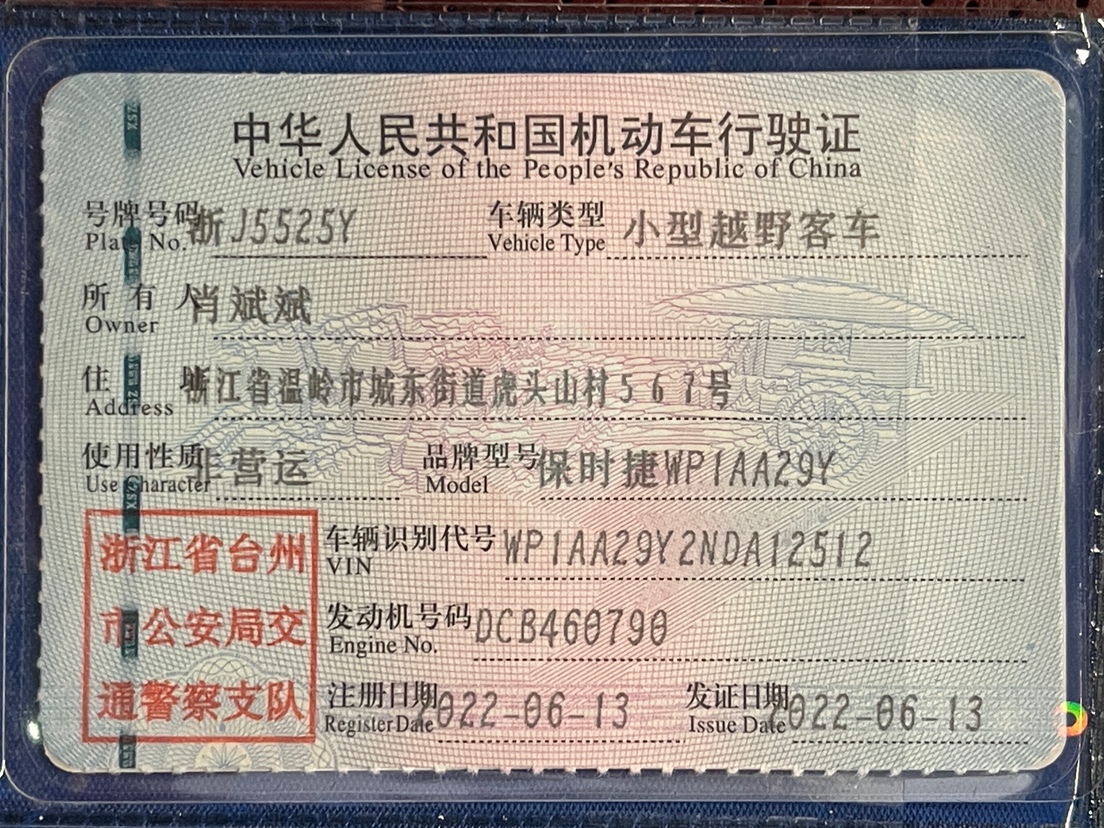 中华人民共和国机动车行驶证
Vehicle License of the People's Republic of China
号牌号码 浙J5525Y 车辆类型 小型越野客车
Plate No. Vehicle Type
所有人 肖斌斌
Owner
住址 浙江省温岭市城东街道虎头山村567号
Address
使用性质 非营运 品牌型号 保时捷WP1AA29Y
Use Character Model
浙江省台州
市公安局交
通警察支队
车辆识别代号 WP1AA29Y2NDA12512
VIN
发动机号码 DCB460790
Engine No.
注册日期 2022-06-13 发证日期 2022-06-13
Register Date Issue Date